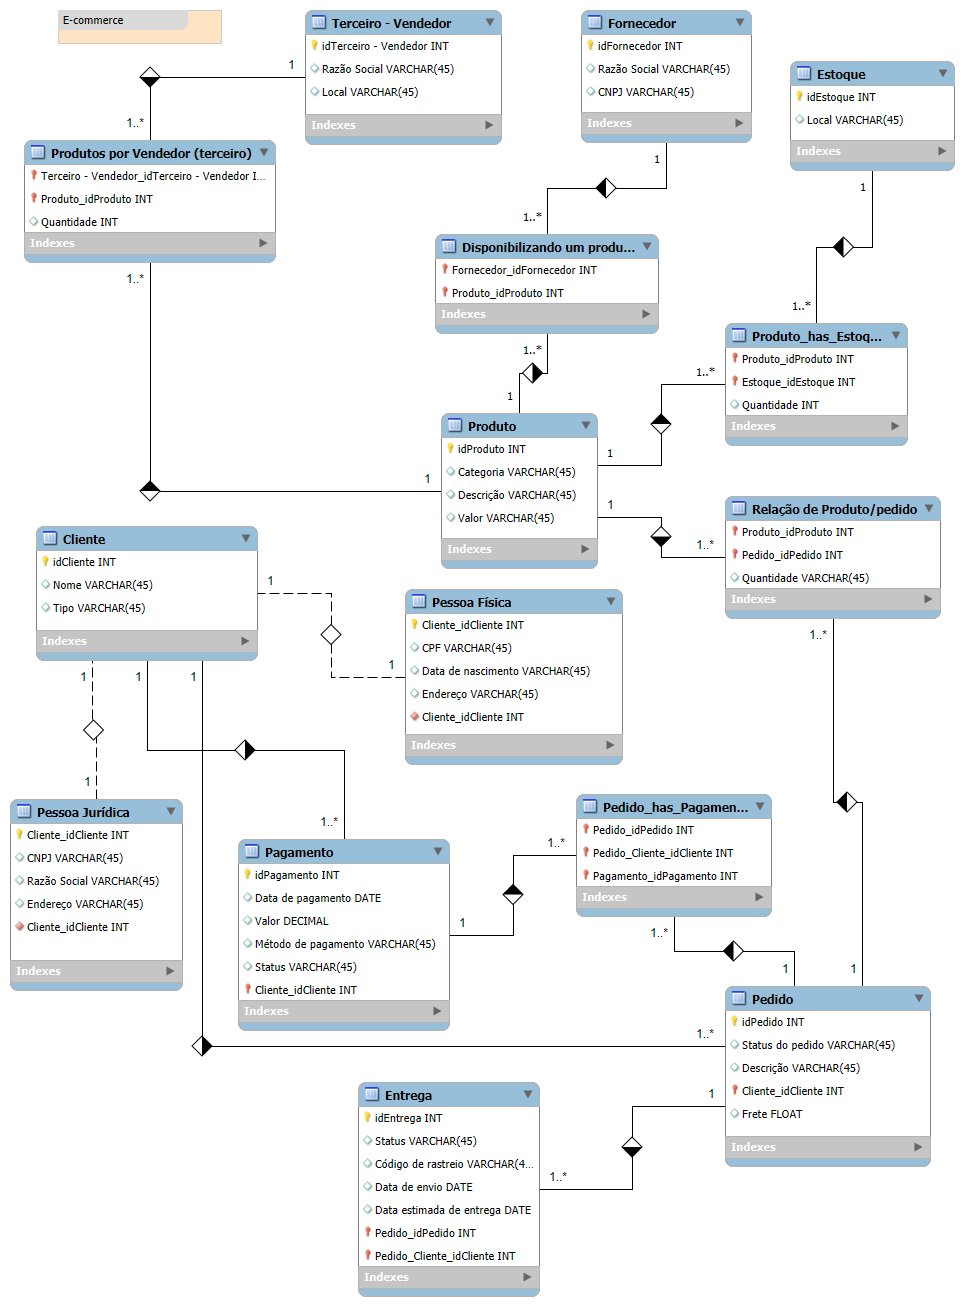 E-commerce
Terceiro - Vendedor
idTerceiro - Vendedor INT
Razão Social VARCHAR(45)
Local VARCHAR(45)
Indexes
Fornecedor
idFornecedor INT
Razão Social VARCHAR(45)
CNPJ VARCHAR(45)
Indexes
Estoque
idEstoque INT
Local VARCHAR(45)
Indexes
1
1..*
1
1..*
1
1..*
Produtos por Vendedor (terceiro)
Terceiro - Vendedor_idTerceiro - Vendedor I...
Produto_idProduto INT
Quantidade INT
Indexes
1..*
1
Disponibilizando um produ...
Fornecedor_idFornecedor INT
Produto_idProduto INT
Indexes
1..*
1
Produto_has_Estoq...
Produto_idProduto INT
Estoque_idEstoque INT
Quantidade INT
Indexes
1..*
1
Produto
idProduto INT
Categoria VARCHAR(45)
Descrição VARCHAR(45)
Valor VARCHAR(45)
Indexes
1
1..*
Relação de Produto/pedido
Produto_idProduto INT
Pedido_idPedido INT
Quantidade VARCHAR(45)
Indexes
1..*
1
Cliente
idCliente INT
Nome VARCHAR(45)
Tipo VARCHAR(45)
Indexes
1
1
1
1
1
1
Pessoa Física
Cliente_idCliente INT
CPF VARCHAR(45)
Data de nascimento VARCHAR(45)
Endereço VARCHAR(45)
Cliente_idCliente INT
Indexes
Pessoa Jurídica
Cliente_idCliente INT
CNPJ VARCHAR(45)
Razão Social VARCHAR(45)
Endereço VARCHAR(45)
Cliente_idCliente INT
Indexes
1..*
Pagamento
idPagamento INT
Data de pagamento DATE
Valor DECIMAL
Método de pagamento VARCHAR(45)
Status VARCHAR(45)
Cliente_idCliente INT
Indexes
1
1..*
Pedido_has_Pagamen...
Pedido_idPedido INT
Pedido_Cliente_idCliente INT
Pagamento_idPagamento INT
Indexes
1..*
1
1..*
Pedido
idPedido INT
Status do pedido VARCHAR(45)
Descrição VARCHAR(45)
Cliente_idCliente INT
Frete FLOAT
Indexes
1
1..*
Entrega
idEntrega INT
Status VARCHAR(45)
Código de rastreio VARCHAR(4...
Data de envio DATE
Data estimada de entrega DATE
Pedido_idPedido INT
Pedido_Cliente_idCliente INT
Indexes